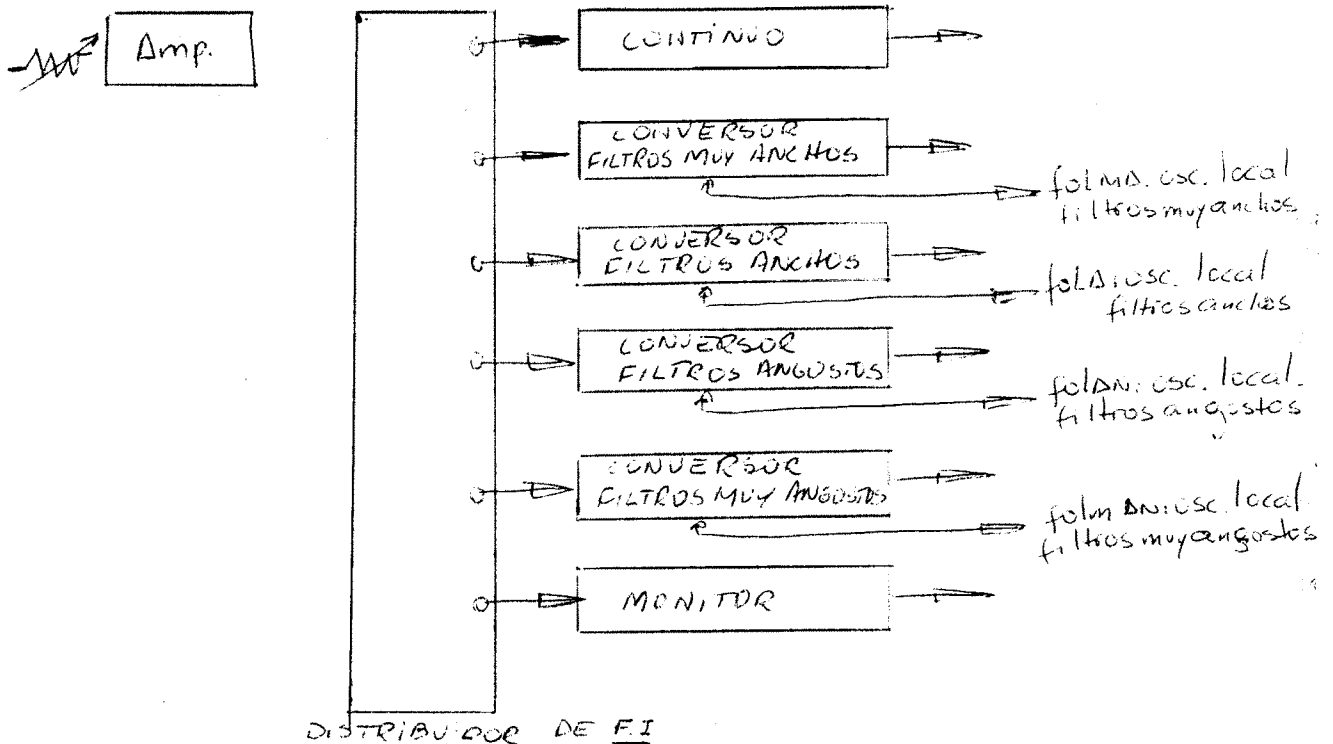 Amp.
CONTINUO
CONVERSOR
FILTROS MUY ANCHOS
folMA. osc. local
filtros muy anchos
CONVERSOR
FILTROS ANCHOS
folA: osc. local
filtros anchos
CONVERSOR
FILTROS ANGOSTOS
folAN: osc. local.
filtros angostos
CONVERSOR
FILTROS MUY ANGOSTOS
folmAN: osc. local
filtros muy angostos
MONITOR
DISTRIBUIDOR DE F.I